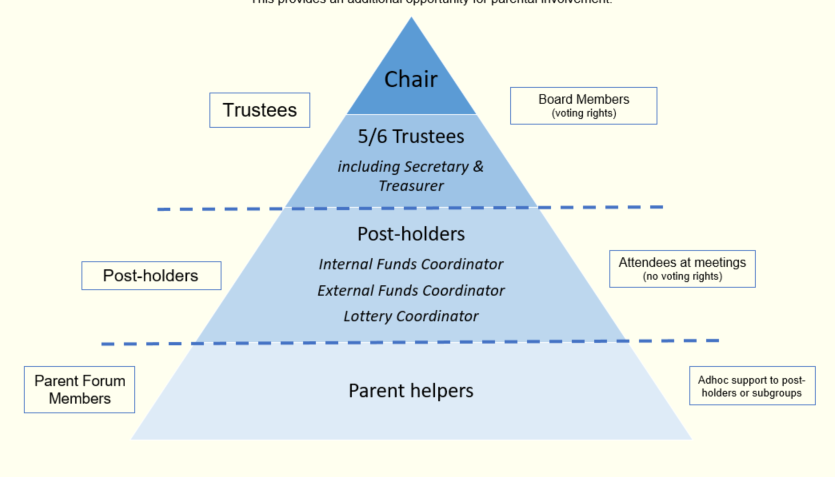 This provides an additional opportunity for parental involvement.
Chair
Trustees
Board Members
(voting rights)
5/6 Trustees
including Secretary &
Treasurer
Post-holders
Post-holders
Internal Funds Coordinator
External Funds Coordinator
Lottery Coordinator
Attendees at meetings
(no voting rights)
Parent Forum
Members
Parent helpers
Adhoc support to post-
holders or subgroups